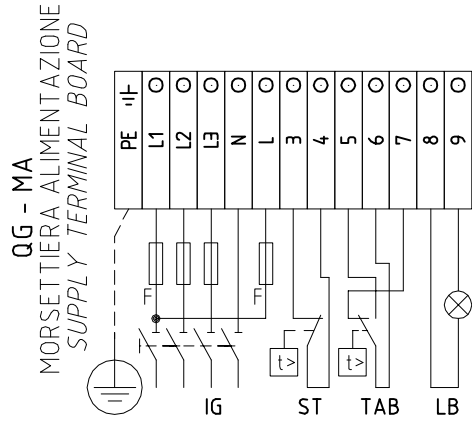 QG - MA
MORSETTIERA ALIMENTAZIONE
SUPPLY TERMINAL BOARD
PE L1 L2 L3 N L 3 4 5 6 7 8 9
F F
t> t>
IG ST TAB LB